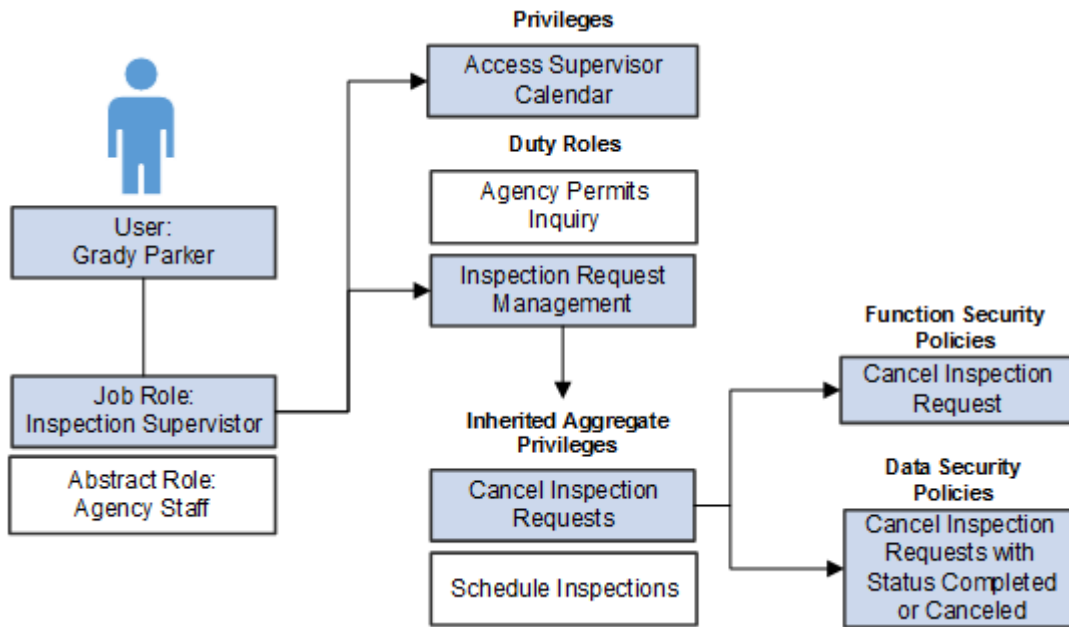 Privileges
Access Supervisor
Calendar
Duty Roles
Agency Permits
Inquiry
User:
Grady Parker
Inspection Request
Management
Function Security
Policies
Cancel Inspection
Request
Job Role:
Inspection Supervistor
Inherited Aggregate
Privileges
Abstract Role:
Agency Staff
Cancel Inspection
Requests
Data Security
Policies
Cancel Inspection
Requests with
Status Completed
or Canceled
Schedule Inspections